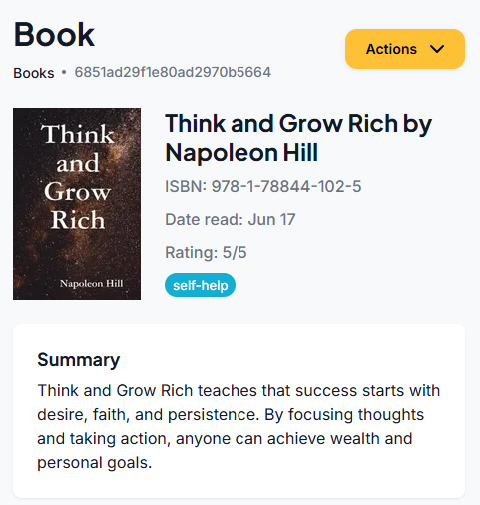 Book
Actions
Books • 6851ad29f1e80ad2970b5664
Think
and
Grow
Rich
Napoleon Hill
Think and Grow Rich by
Napoleon Hill
ISBN: 978-1-78844-102-5
Date read: Jun 17
Rating: 5/5
self-help
Summary
Think and Grow Rich teaches that success starts with
desire, faith, and persistence. By focusing thoughts
and taking action, anyone can achieve wealth and
personal goals.